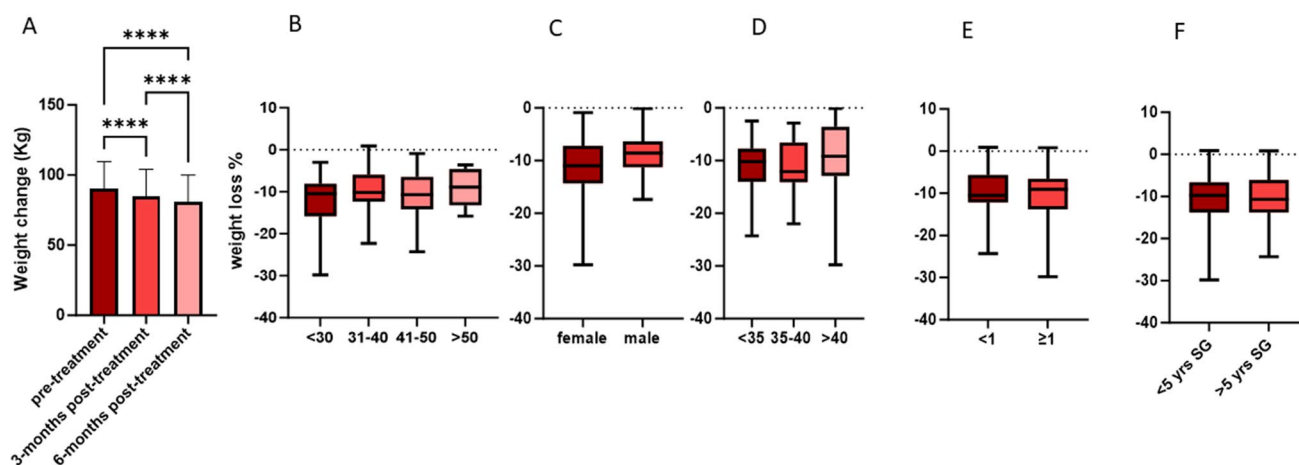 A
****
****
****
Weight change (Kg)
150
100
50
0
pre-treatment
3-months post-treatment
6-months post-treatment
B
weight loss %
10
0
-10
-20
-30
-40
<30
31-40
41-50
>50
C
0
-10
-20
-30
-40
female
male
D
0
-10
-20
-30
-40
<35
35-40
>40
E
10
0
-10
-20
-30
-40
<1
≥1
F
10
0
-10
-20
-30
-40
<5 yrs SG
>5 yrs SG